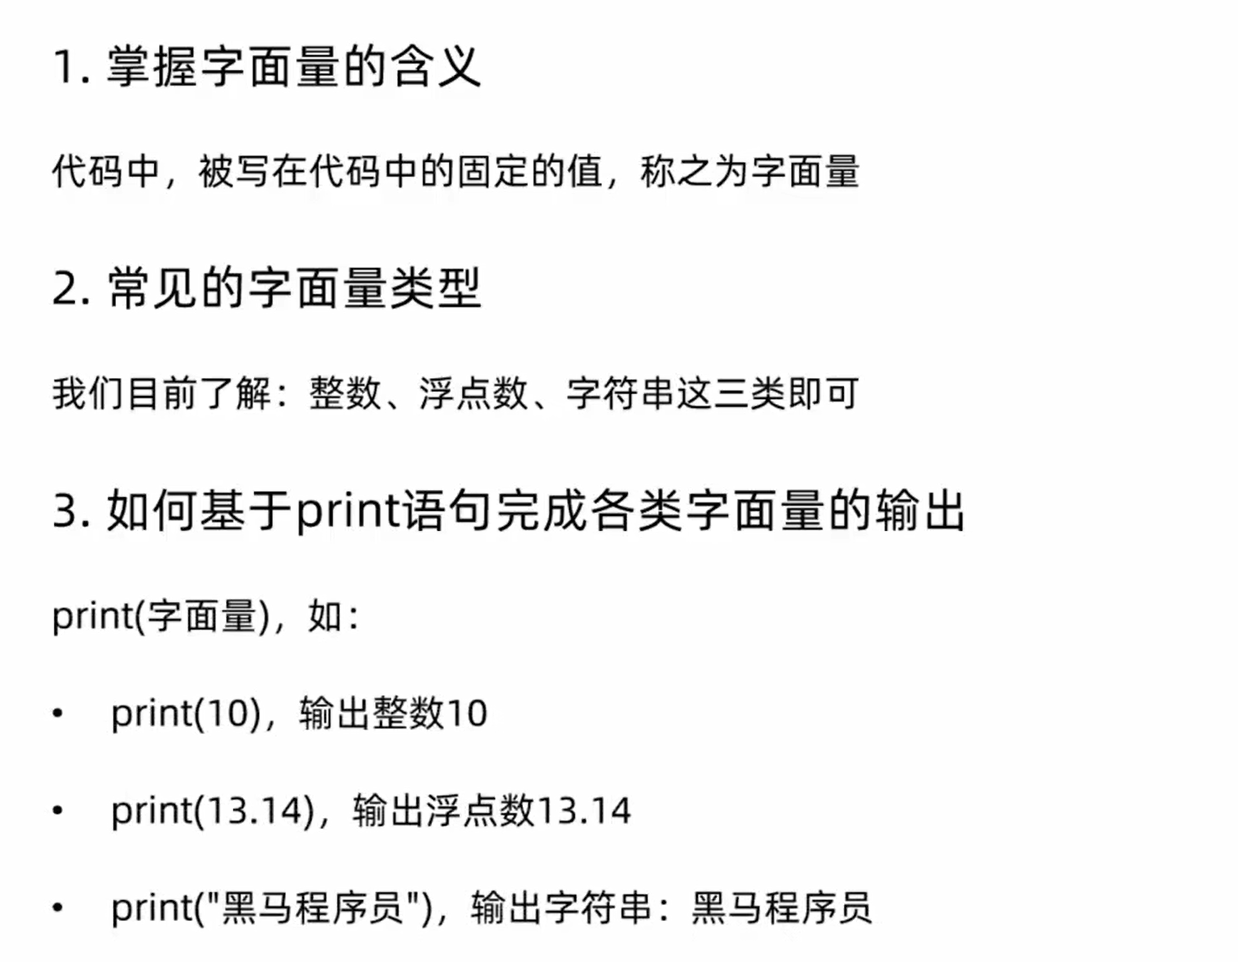 1. 掌握字面量的含义
代码中，被写在代码中的固定的值，称之为字面量
2. 常见的字面量类型
我们目前了解：整数、浮点数、字符串这三类即可
3. 如何基于print语句完成各类字面量的输出
print(字面量)，如：
• print(10)，输出整数10
• print(13.14)，输出浮点数13.14
• print("黑马程序员")，输出字符串：黑马程序员